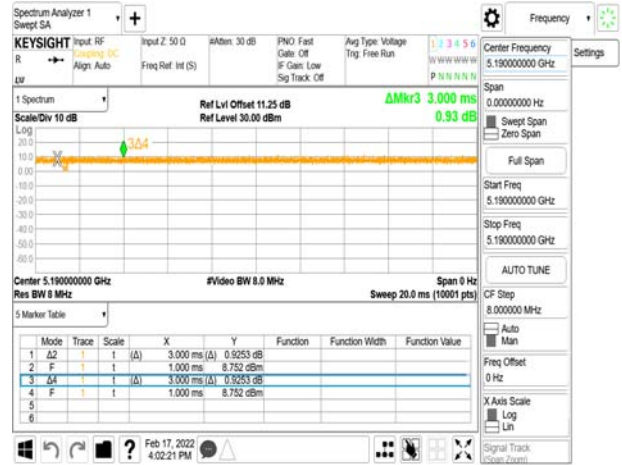 Spectrum Analyzer 1
Swept SA
+
Frequency
KEYSIGHT
Input: RF
Coupling: DC
Align: Auto
Input Z: 50 Ω
Freq Ref: Int (S)
#Atten: 30 dB
PNO: Fast
Gate: Off
IF Gain: Low
Sig Track: Off
Avg Type: Voltage
Trig: Free Run
1 2 3 4 5 6
W W W W W W
P N N N N N
R
LVI
Center Frequency
5.190000000 GHz
Settings
Span
0.00000000 Hz
Swept Span
Zero Span
Full Span
Start Freq
5.190000000 GHz
Stop Freq
5.190000000 GHz
AUTO TUNE
CF Step
8.000000 MHz
Auto
Man
Freq Offset
0 Hz
X Axis Scale
Log
Lin
Signal Track
(Span Zoom)
1 Spectrum
Scale/Div 10 dB
Ref Lvl Offset 11.25 dB
Ref Level 30.00 dBm
ΔMkr3 3.000 ms
0.93 dB
Log
20.0
10.0
0.00
-10.0
-20.0
-30.0
-40.0
-50.0
-60.0
3Δ4
Center 5.190000000 GHz
Res BW 8 MHz
#Video BW 8.0 MHz
Span 0 Hz
Sweep 20.0 ms (10001 pts)
5 Marker Table
Mode Trace Scale X Y Function Function Width Function Value
1 Δ2 1 t (Δ) 3.000 ms (Δ) 0.9253 dB
2 F 1 t 1.000 ms 8.752 dBm
3 Δ4 1 t (Δ) 3.000 ms (Δ) 0.9253 dB
4 F 1 t 1.000 ms 8.752 dBm
5
6
?
Feb 17, 2022
4:02:21 PM